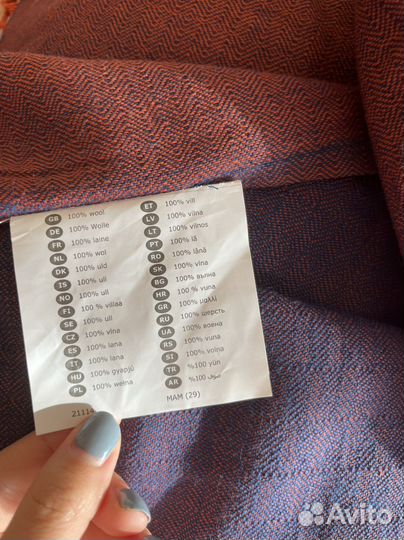 GB 100% wool
DE 100% Wolle
FR 100% laine
NL 100% wol
DK 100% uld
IS 100% ull
NO 100% ull
FI 100 % villaa
SE 100% ull
CZ 100% vlna
ES 100% lana
IT 100% lana
HU 100% gyapjú
PL 100% wełna
21114
ET 100% vill
LV 100% vilna
LT 100% vilnos
PT 100% lã
RO 100% lână
SK 100% vlna
BG 100% вълна
HR 100 % vuna
GR 100% μαλλί
RU 100% шерсть
UA 100% вовна
RS 100% vuna
SI 100% volna
TR %100 yün
AR %100 صوف
MAM (29)
Avito